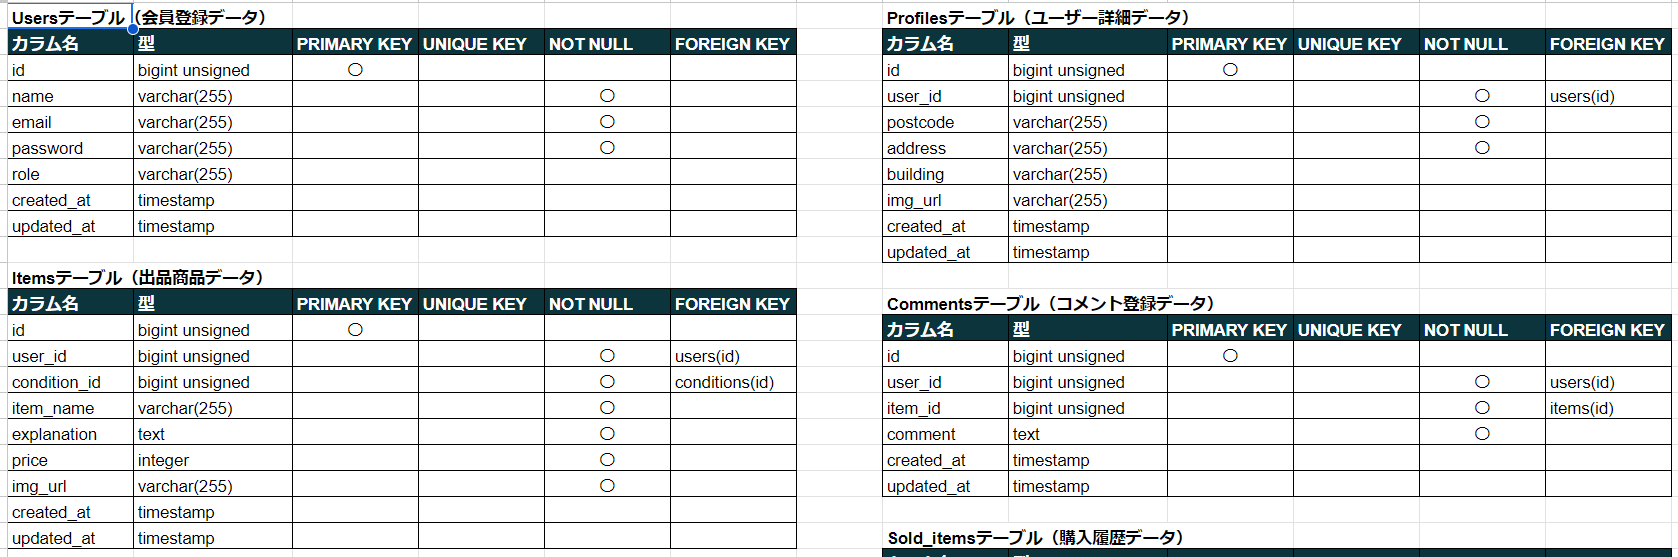 Usersテーブル（会員登録データ）
カラム名 型 PRIMARY KEY UNIQUE KEY NOT NULL FOREIGN KEY
id bigint unsigned ○
name varchar(255) ○
email varchar(255) ○
password varchar(255) ○
role varchar(255)
created_at timestamp
updated_at timestamp
Itemsテーブル（出品商品データ）
カラム名 型 PRIMARY KEY UNIQUE KEY NOT NULL FOREIGN KEY
id bigint unsigned ○
user_id bigint unsigned ○ users(id)
condition_id bigint unsigned ○ conditions(id)
item_name varchar(255) ○
explanation text ○
price integer ○
img_url varchar(255) ○
created_at timestamp
updated_at timestamp
Profilesテーブル（ユーザー詳細データ）
カラム名 型 PRIMARY KEY UNIQUE KEY NOT NULL FOREIGN KEY
id bigint unsigned ○
user_id bigint unsigned ○ users(id)
postcode varchar(255) ○
address varchar(255) ○
building varchar(255)
img_url varchar(255)
created_at timestamp
updated_at timestamp
Commentsテーブル（コメント登録データ）
カラム名 型 PRIMARY KEY UNIQUE KEY NOT NULL FOREIGN KEY
id bigint unsigned ○
user_id bigint unsigned ○ users(id)
item_id bigint unsigned ○ items(id)
comment text ○
created_at timestamp
updated_at timestamp
Sold_itemsテーブル（購入履歴データ）